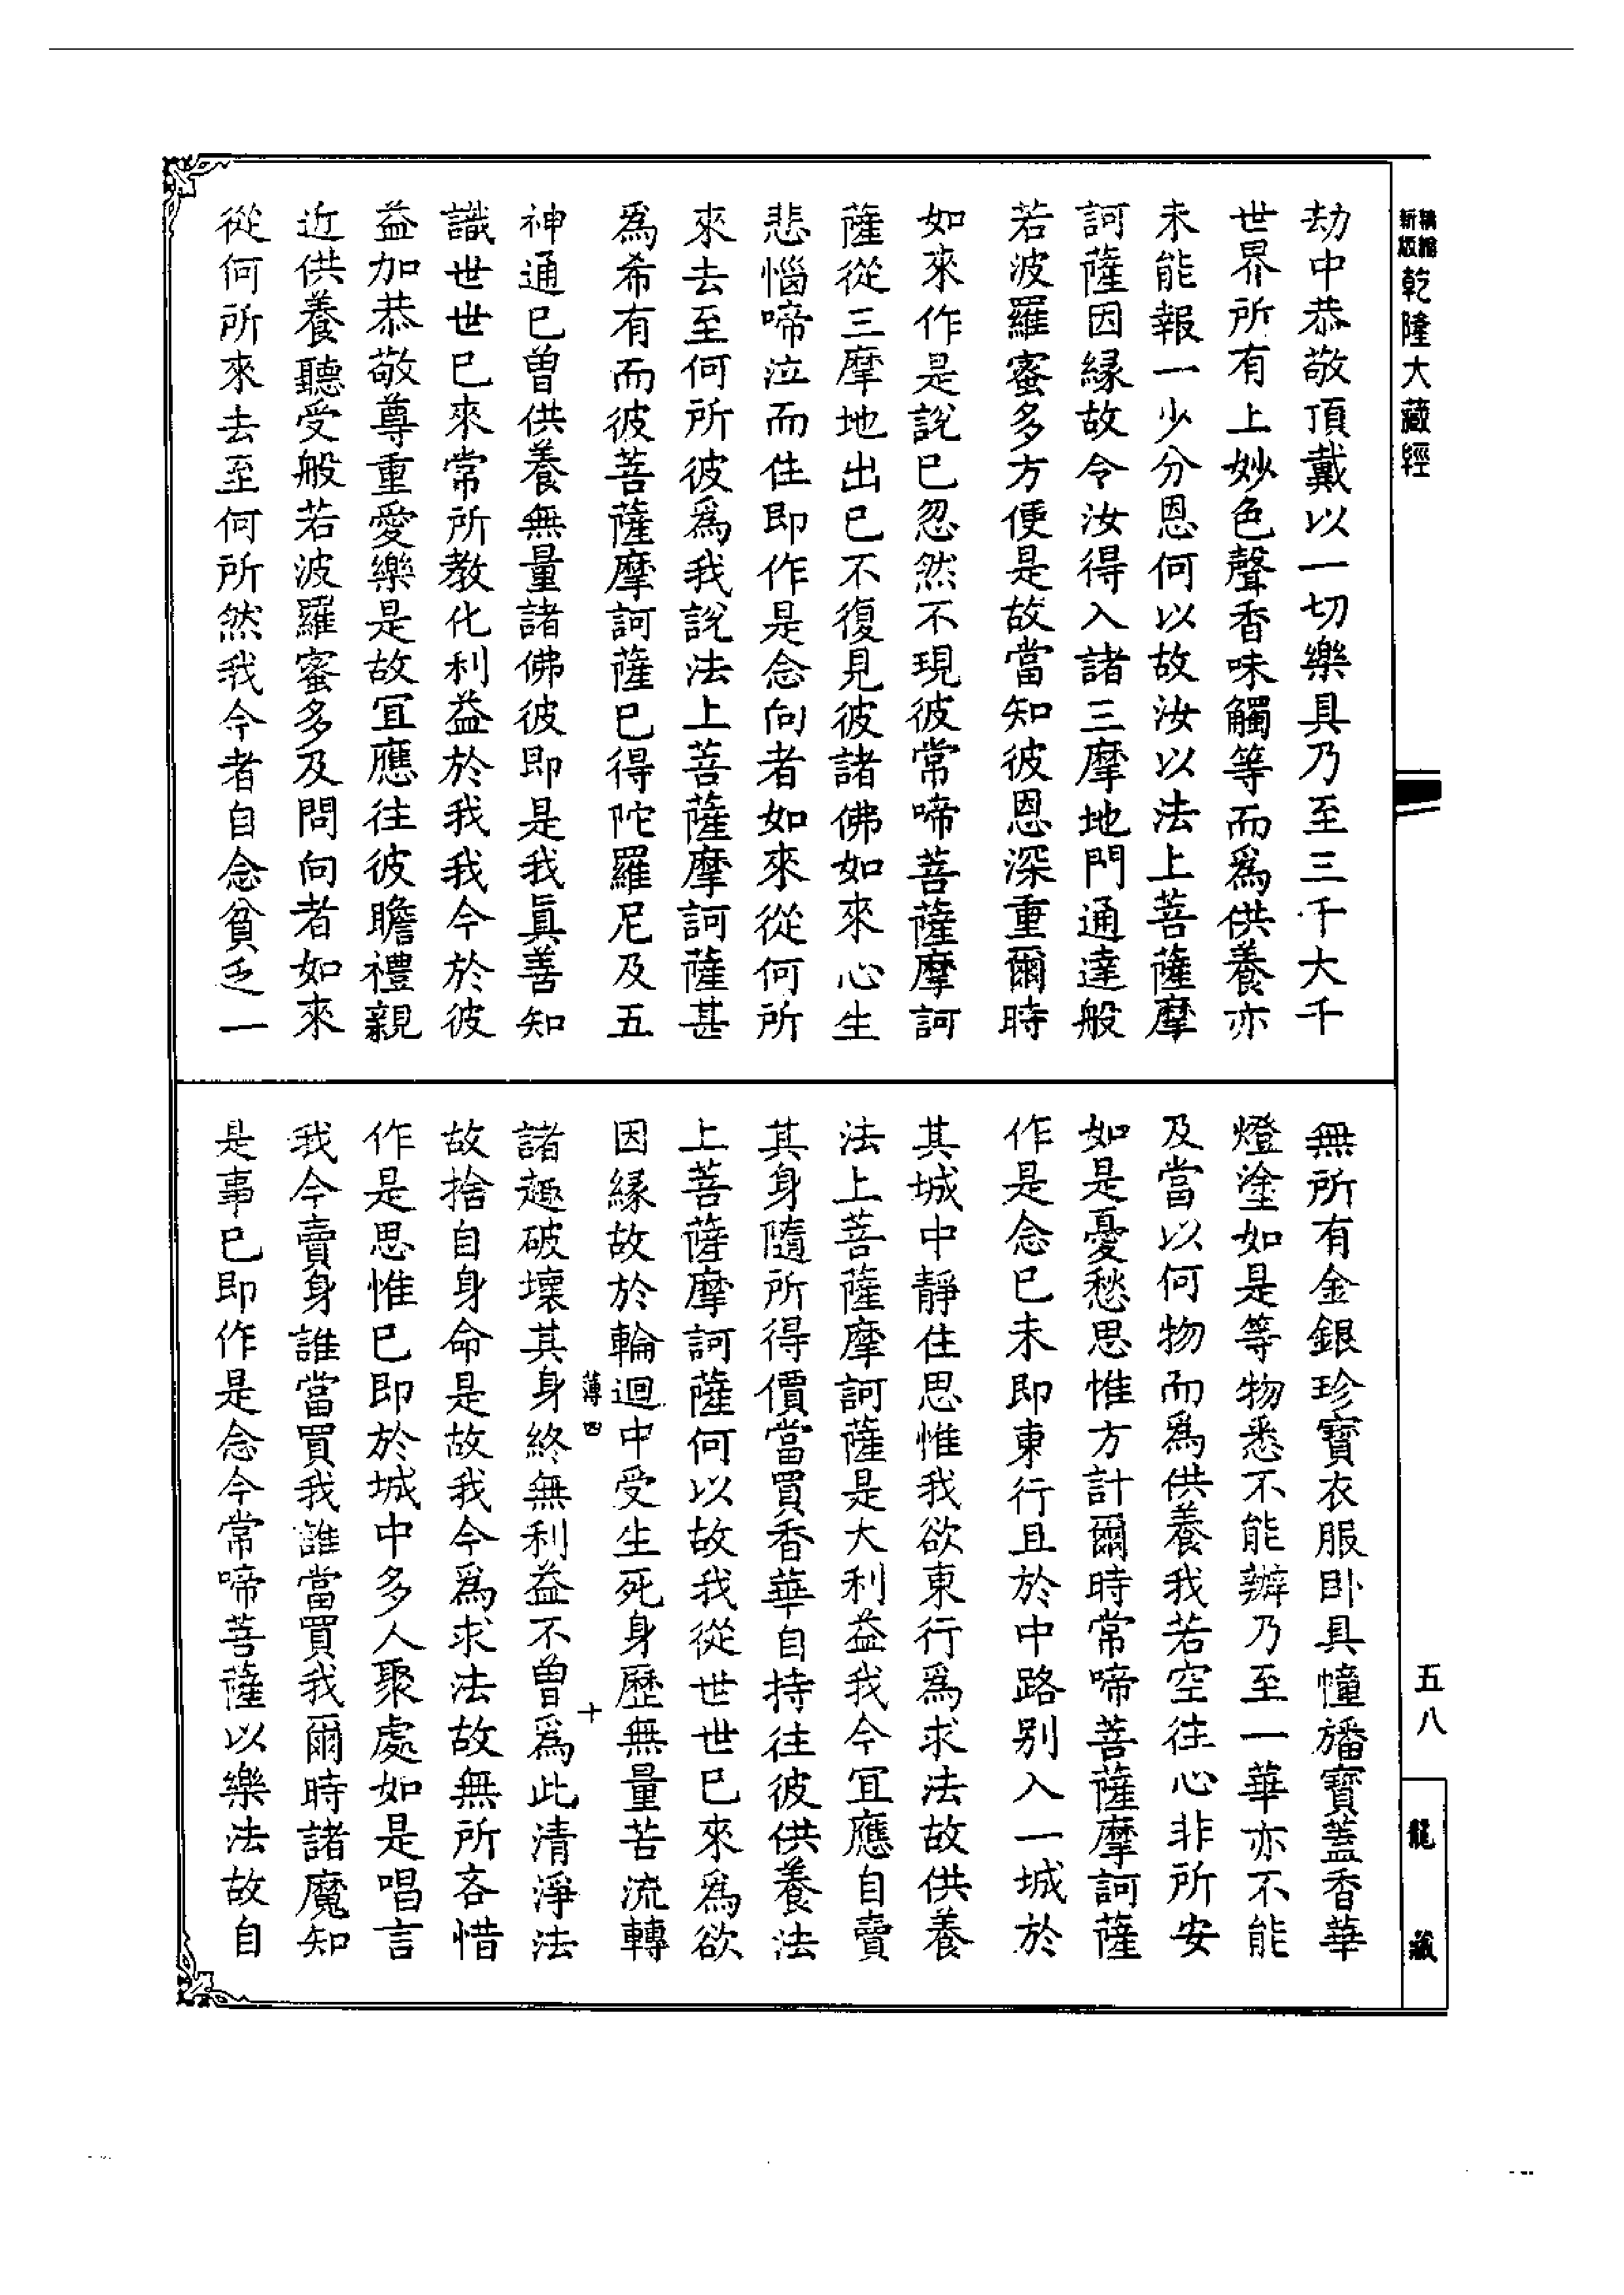 精縮
新版
乾隆大藏經
劫中恭敬頂戴以一切樂具乃至三千大千
世界所有上妙色聲香味觸等而爲供養亦
未能報一少分恩何以故汝以法上菩薩摩
訶薩因縁故令汝得入諸三摩地門通達般
若波羅蜜多方便是故當知彼恩深重爾時
如來作是說已忽然不現彼常啼菩薩摩訶
薩從三摩地出已不復見彼諸佛如來心生
悲惱啼泣而住即作是念向者如來從何所
來去至何所彼爲我說法上菩薩摩訶薩甚
爲希有而彼菩薩摩訶薩已得陀羅尼及五
神通已曾供養無量諸佛彼即是我真善知
識世世已來常所教化利益於我我今於彼
益加恭敬尊重愛樂是故宜應往彼瞻禮親
近供養聽受般若波羅蜜多及問向者如來
從何所來去至何所然我今者自念貧乏一
無所有金銀珍寶衣服卧具幢旛寶蓋香華
燈塗如是等物悉不能辦乃至一華亦不能
及當以何物而爲供養我若空往心非所安
如是憂愁思惟方計爾時常啼菩薩摩訶薩
作是念已未即東行且於中路别入一城於
其城中靜住思惟我欲東行爲求法故供養
法上菩薩摩訶薩是大利益我今宜應自賣
其身隨所得價當買香華自持往彼供養法
上菩薩摩訶薩何以故我從世世已來爲欲
因縁故於輪迴中受生死身歷無量苦流轉
薄四 十
諸趣破壞其身終無利益不曾爲此清淨法
故捨自身命是故我今爲求法故無所吝惜
作是思惟已即於城中多人聚處如是唱言
我今賣身誰當買我誰當買我爾時諸魔知
是事已即作是念今常啼菩薩以樂法故自
五八
龍藏